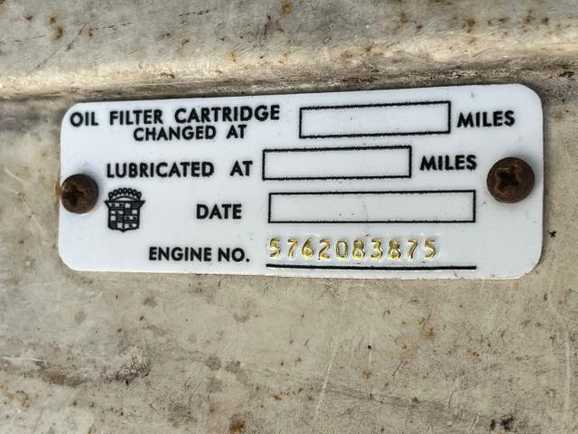 OIL FILTER CARTRIDGE
CHANGED AT MILES
LUBRICATED AT MILES
DATE
ENGINE NO. 5762083875